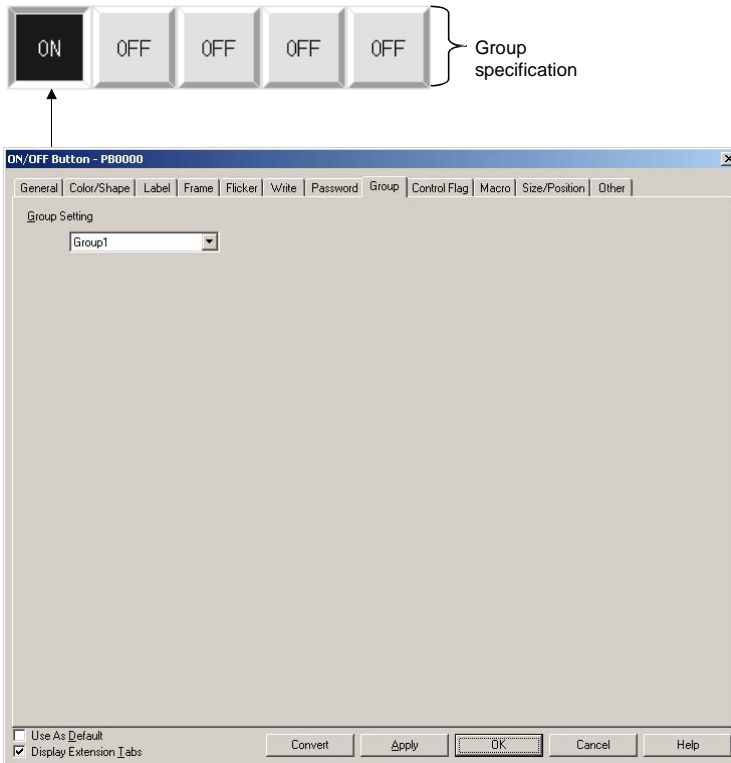 ON OFF OFF OFF OFF
Group
specification
ON/OFF Button - PB0000
General Color/Shape Label Frame Flicker Write Password Group Control Flag Macro Size/Position Other
Group Setting
Group1
Use As Default
Display Extension Tabs
Convert Apply OK Cancel Help